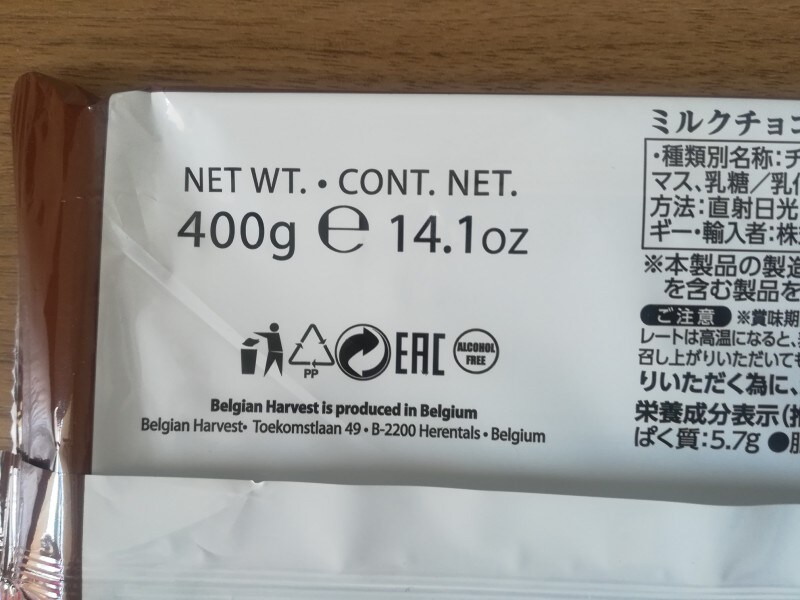 NET WT. • CONT. NET.
400g ℮ 14.1oz
PP
EAC
ALCOHOL
FREE
Belgian Harvest is produced in Belgium
Belgian Harvest• Toekomstlaan 49 • B-2200 Herentals • Belgium
ミルクチョコ
・種類別名称:チ
マス、乳糖／乳化
方法:直射日光
ギー・輸入者:株
※本製品の製造
を含む製品を
ご注意 ※賞味期
レートは高温になると、
召し上がりいただいても
りいただく為に、
栄養成分表示(推
ぱく質:5.7g ●脂